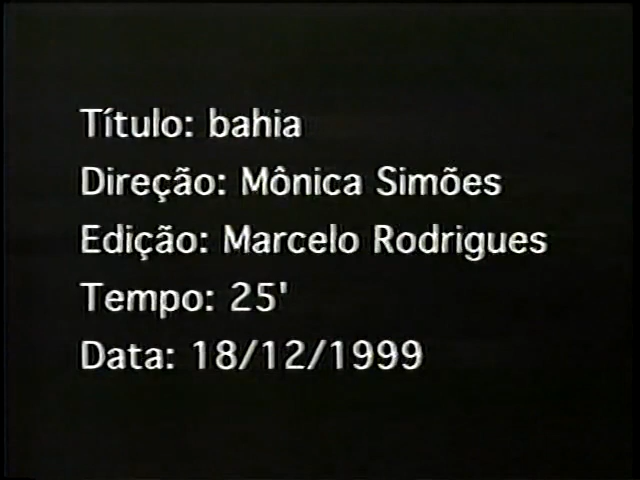 Título: bahia
Direção: Mônica Simões
Edição: Marcelo Rodrigues
Tempo: 25'
Data: 18/12/1999